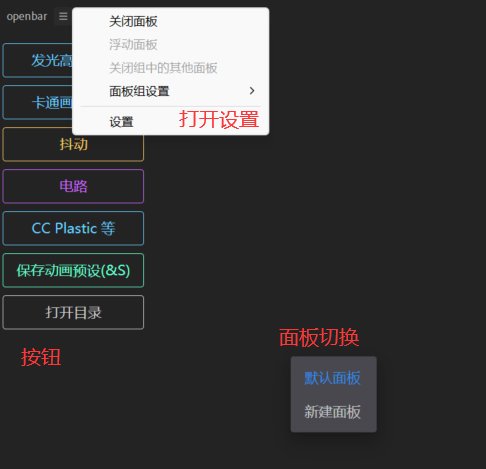 openbar
关闭面板
浮动面板
关闭组中的其他面板
面板组设置
设置
打开设置
发光高
卡通画
抖动
电路
CC Plastic 等
保存动画预设(&S)
打开目录
按钮
面板切换
默认面板
新建面板